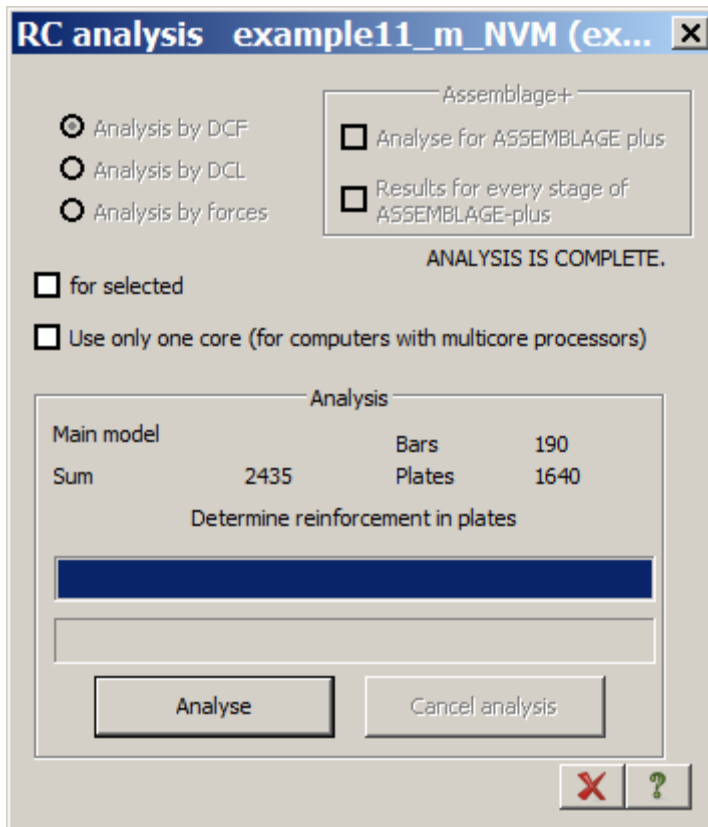 RC analysis example11_m_NVM (ex...
Assemblage+
Analysis by DCF
Analyse for ASSEMBLAGE plus
Analysis by DCL
Results for every stage of
ASSEMBLAGE-plus
Analysis by forces
ANALYSIS IS COMPLETE.
for selected
Use only one core (for computers with multicore processors)
Analysis
Main model
Bars 190
Sum 2435 Plates 1640
Determine reinforcement in plates
Analyse Cancel analysis